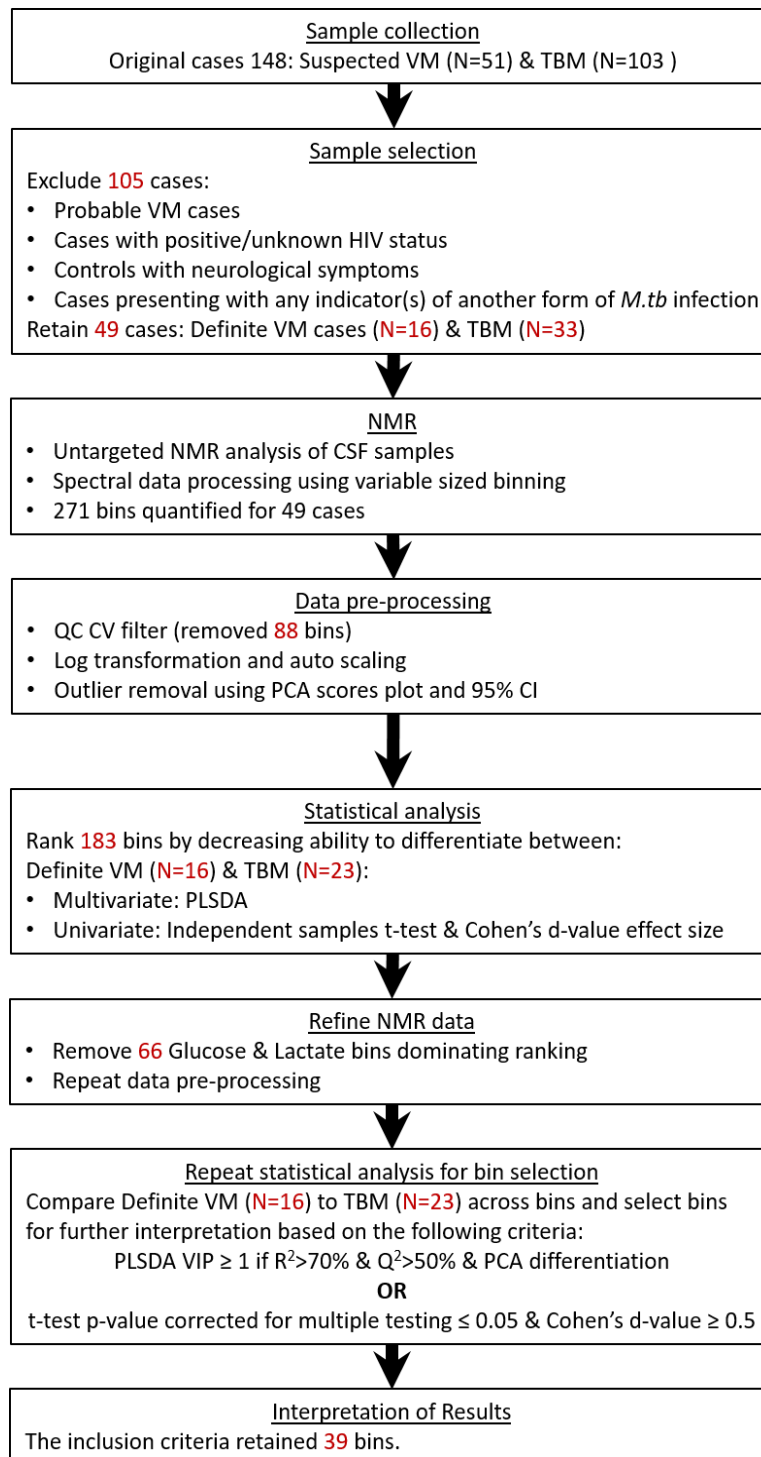 Sample collection
Original cases 148: Suspected VM (N=51) & TBM (N=103 )
Sample selection
Exclude 105 cases:
• Probable VM cases
• Cases with positive/unknown HIV status
• Controls with neurological symptoms
• Cases presenting with any indicator(s) of another form of M.tb infection
Retain 49 cases: Definite VM cases (N=16) & TBM (N=33)
NMR
• Untargeted NMR analysis of CSF samples
• Spectral data processing using variable sized binning
• 271 bins quantified for 49 cases
Data pre-processing
• QC CV filter (removed 88 bins)
• Log transformation and auto scaling
• Outlier removal using PCA scores plot and 95% CI
Statistical analysis
Rank 183 bins by decreasing ability to differentiate between:
Definite VM (N=16) & TBM (N=23):
• Multivariate: PLSDA
• Univariate: Independent samples t-test & Cohen’s d-value effect size
Refine NMR data
• Remove 66 Glucose & Lactate bins dominating ranking
• Repeat data pre-processing
Repeat statistical analysis for bin selection
Compare Definite VM (N=16) to TBM (N=23) across bins and select bins
for further interpretation based on the following criteria:
PLSDA VIP ≥ 1 if R²>70% & Q²>50% & PCA differentiation
OR
t-test p-value corrected for multiple testing ≤ 0.05 & Cohen’s d-value ≥ 0.5
Interpretation of Results
The inclusion criteria retained 39 bins.